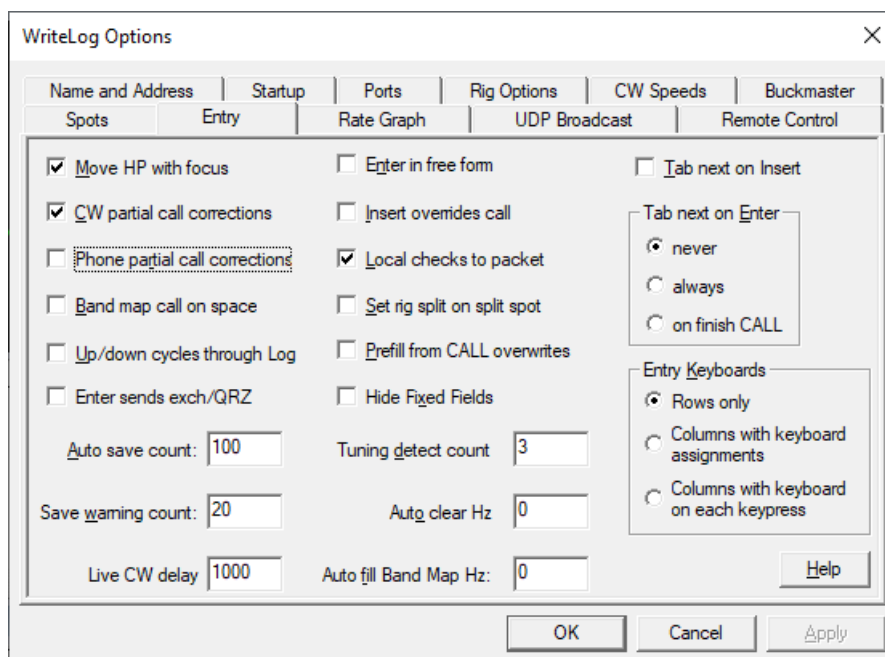 WriteLog Options
Name and Address
Startup
Ports
Rig Options
CW Speeds
Buckmaster
Spots
Entry
Rate Graph
UDP Broadcast
Remote Control
Move HP with focus
CW partial call corrections
Phone partial call corrections
Band map call on space
Up/down cycles through Log
Enter sends exch/QRZ
Auto save count: 100
Save warning count: 20
Live CW delay 1000
Enter in free form
Insert overrides call
Local checks to packet
Set rig split on split spot
Prefill from CALL overwrites
Hide Fixed Fields
Tuning detect count 3
Auto clear Hz 0
Auto fill Band Map Hz: 0
Tab next on Insert
Tab next on Enter
never
always
on finish CALL
Entry Keyboards
Rows only
Columns with keyboard
assignments
Columns with keyboard
on each keypress
Help
OK
Cancel
Apply